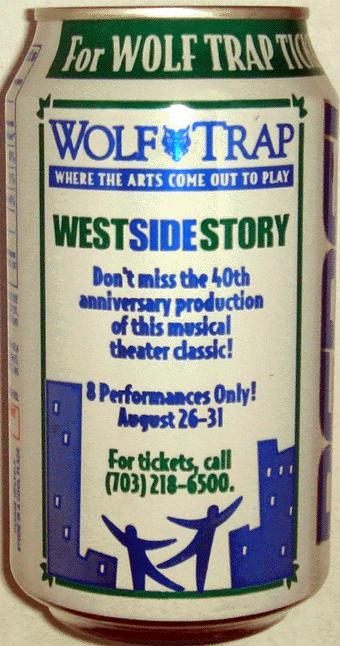 For WOLF TRAP
WOLF TRAP
WHERE THE ARTS COME OUT TO PLAY
WESTSIDESTORY
Don't miss the 40th
anniversary production
of this musical
theater classic!
8 Performances Only!
August 26-31
For tickets, call
(703) 218-6500.